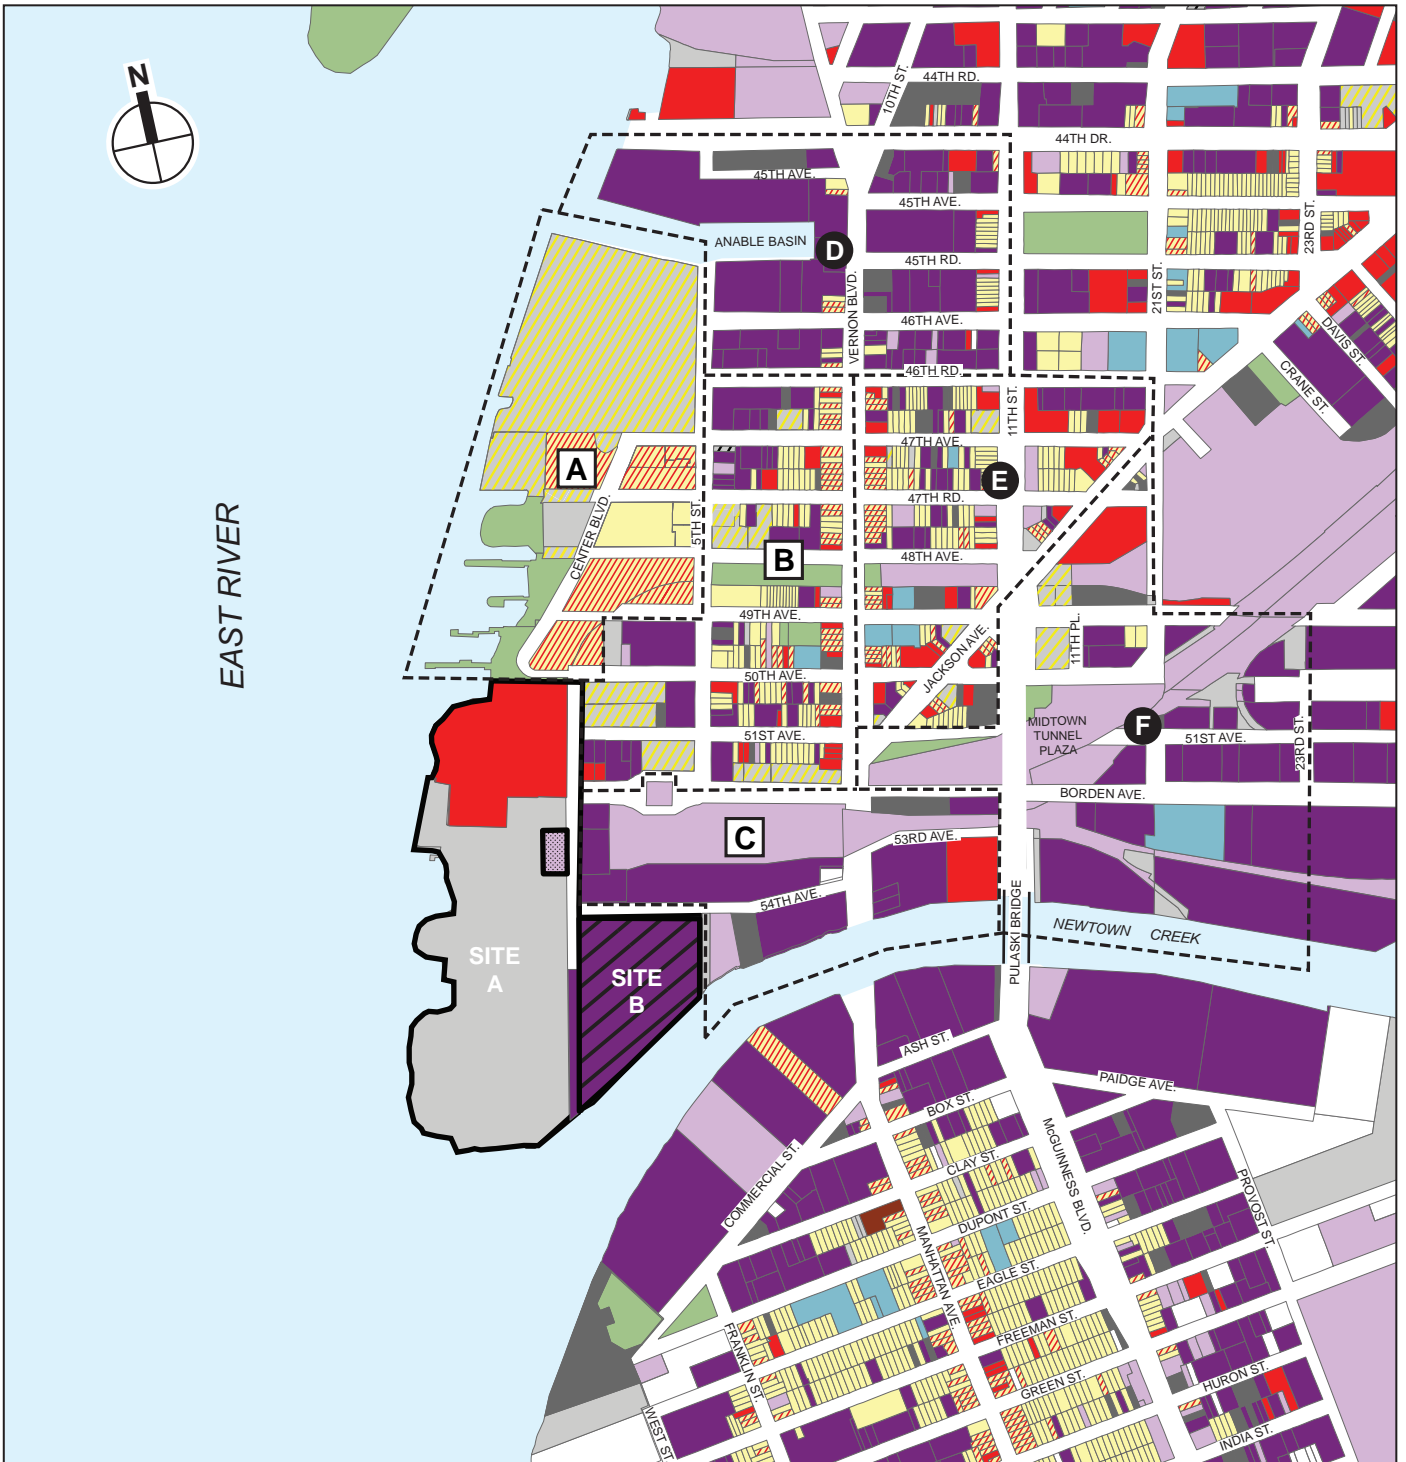 N
10TH ST.
44TH RD.
44TH DR.
45TH AVE.
45TH AVE.
23RD ST.
ANABLE BASIN
D
45TH RD.
21ST ST.
VERNON BLVD.
46TH AVE.
DAVIS ST.
46TH RD.
CRANE ST.
11TH ST.
47TH AVE.
A
E
47TH RD.
5TH ST.
CENTER BLVD.
B
48TH AVE.
EAST RIVER
49TH AVE.
11TH PL.
JACKSON AVE.
50TH AVE.
MIDTOWN
TUNNEL
PLAZA
F
51ST AVE.
51ST AVE.
23RD ST.
BORDEN AVE.
C
53RD AVE.
54TH AVE.
PULASKI BRIDGE
NEWTOWN CREEK
SITE
A
SITE
B
ASH ST.
PAIDGE AVE.
BOX ST.
McGUINNESS BLVD.
CLAY ST.
COMMERCIAL ST.
PROVOST ST.
DUPONT ST.
MANHATTAN AVE.
EAGLE ST.
FREEMAN ST.
FRANKLIN ST.
GREEN ST.
HURON ST.
WEST ST.
INDIA ST.